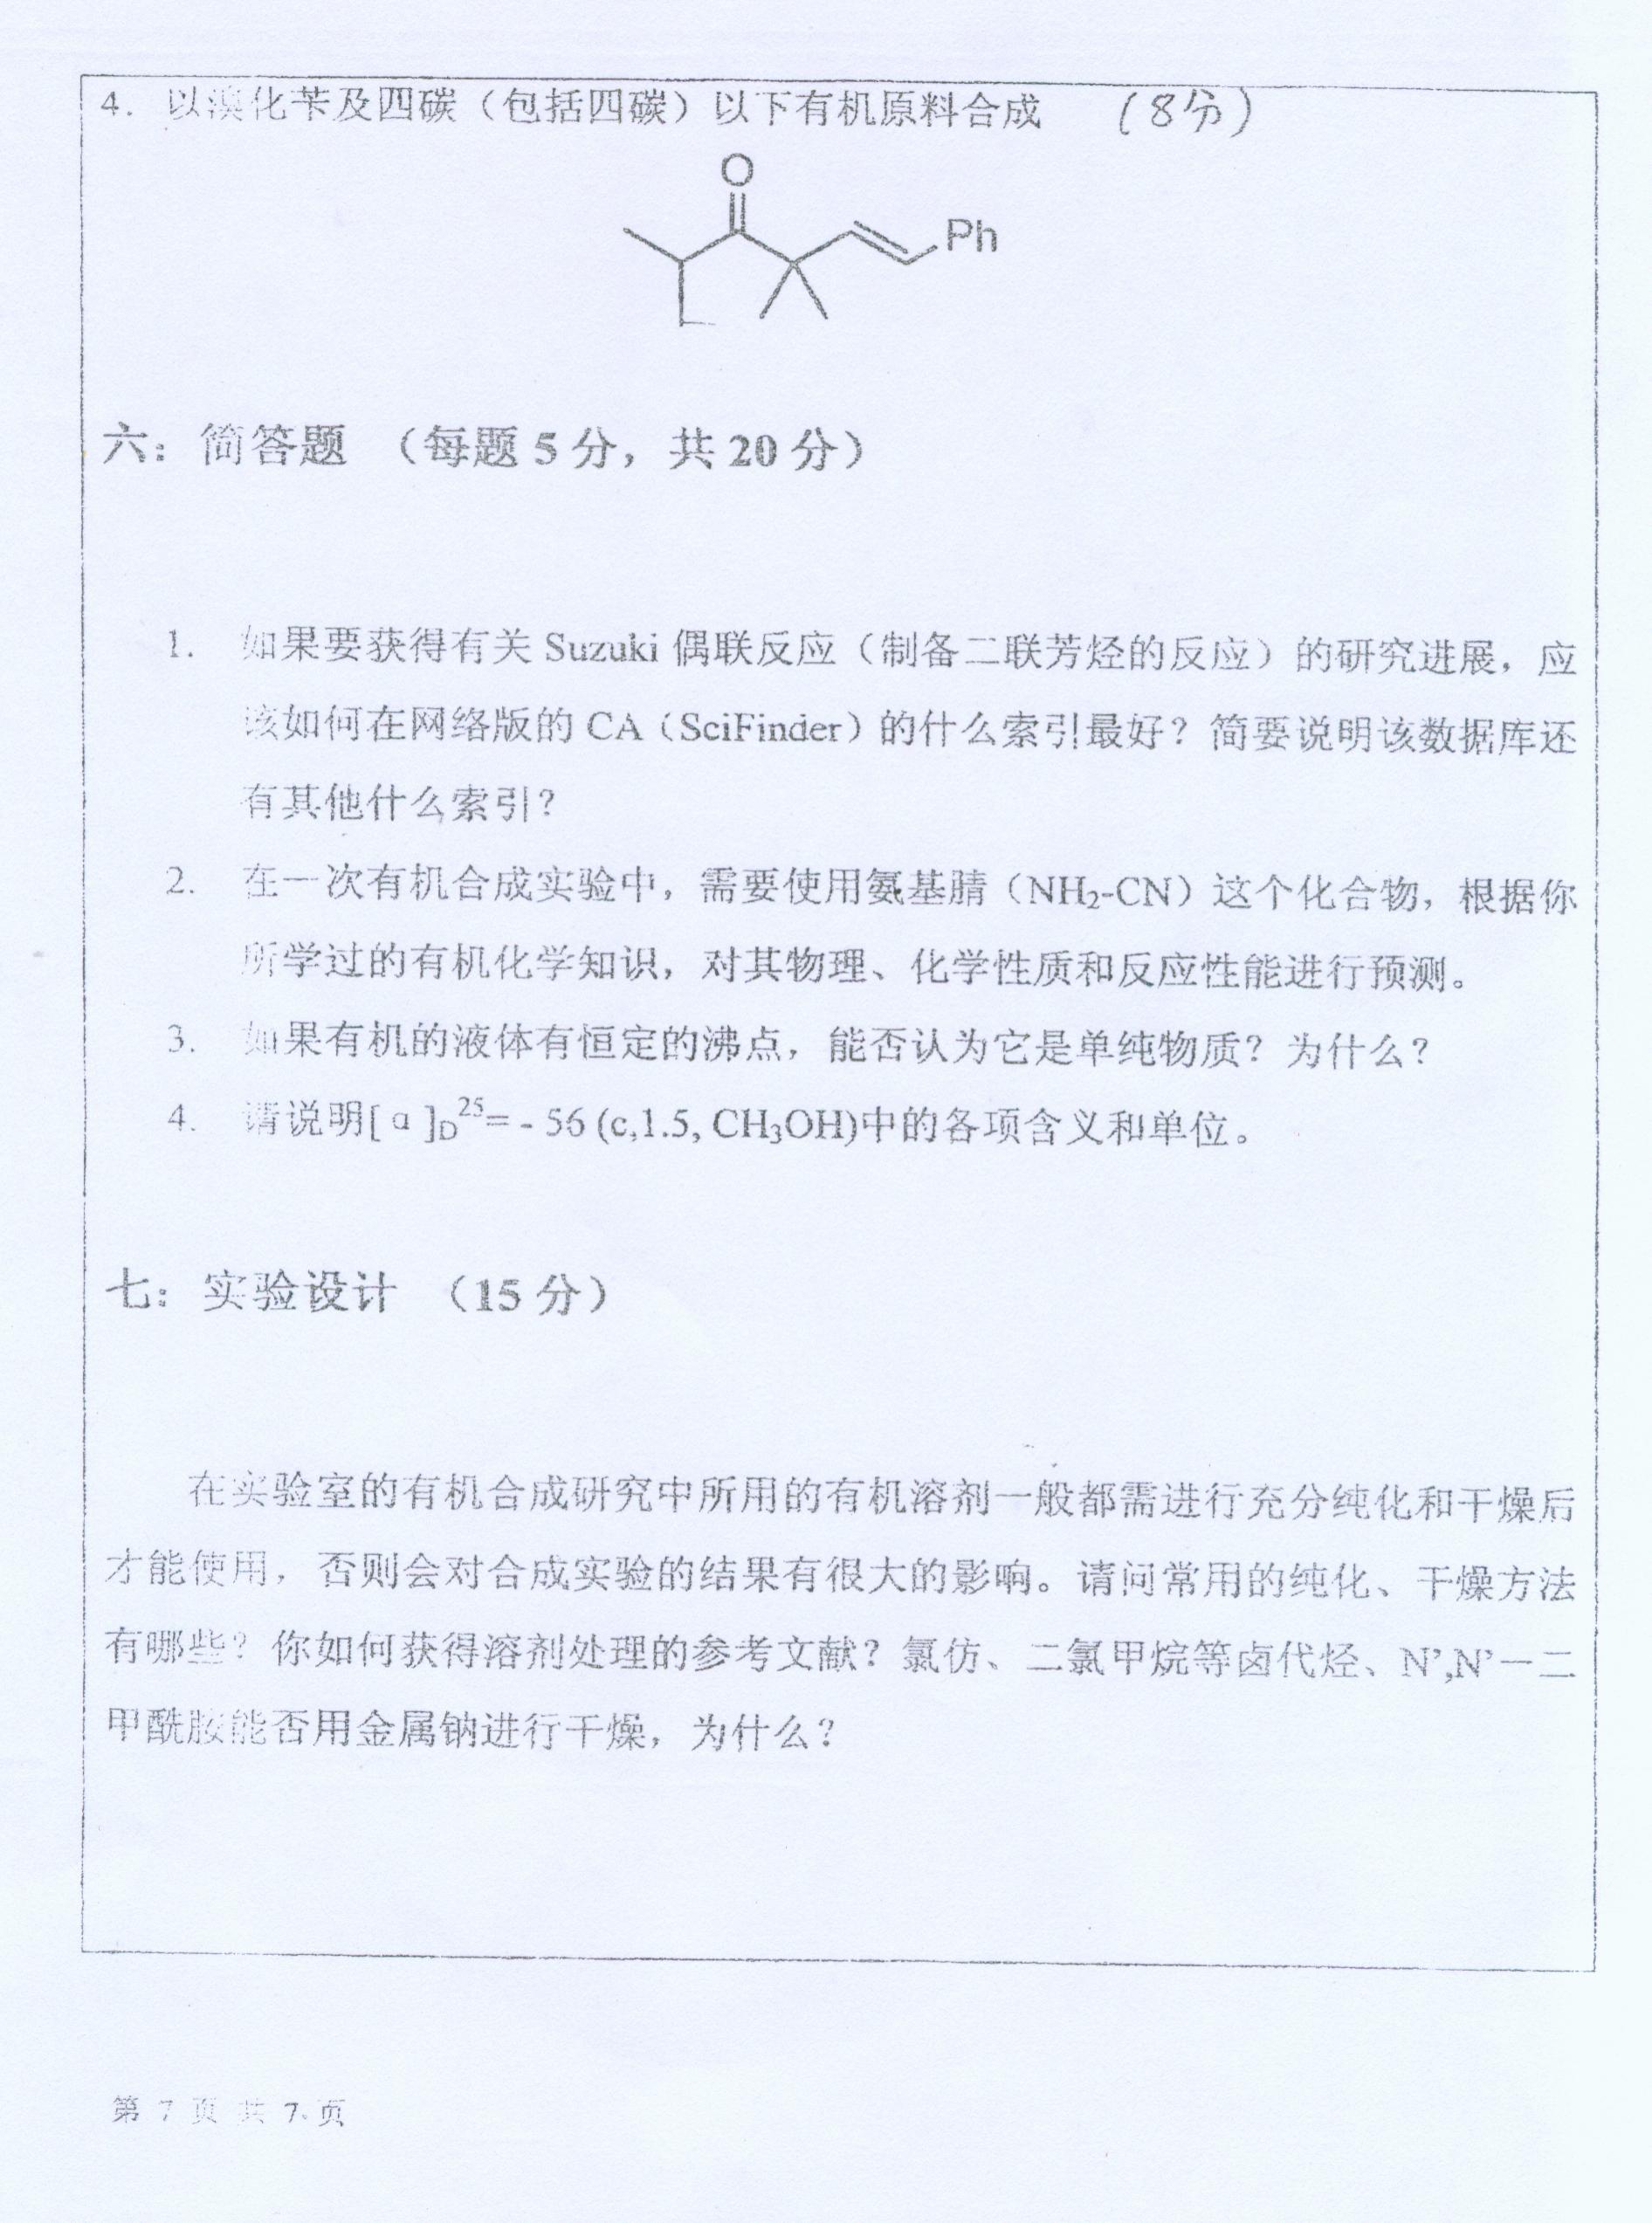 4. 以溴化苄及四碳（包括四碳）以下有机原料合成 （8分）
O
Ph
六：简答题 （每题 5 分，共 20 分）
1. 如果要获得有关 Suzuki 偶联反应（制备二联芳烃的反应）的研究进展，应
该如何在网络版的 CA（SciFinder）的什么索引最好？简要说明该数据库还
有其他什么索引？
2. 在一次有机合成实验中，需要使用氨基腈（NH₂-CN）这个化合物，根据你
所学过的有机化学知识，对其物理、化学性质和反应性能进行预测。
3. 如果有机的液体有恒定的沸点，能否认为它是单纯物质？为什么？
4. 请说明[α]D²⁵= - 56 (c,1.5, CH₃OH)中的各项含义和单位。
七：实验设计 （15 分）
在实验室的有机合成研究中所用的有机溶剂一般都需进行充分纯化和干燥后
才能使用，否则会对合成实验的结果有很大的影响。请问常用的纯化、干燥方法
有哪些？你如何获得溶剂处理的参考文献？氯仿、二氯甲烷等卤代烃、N’,N’—二
甲酰胺能否用金属钠进行干燥，为什么？
第 7 页 共 7 页